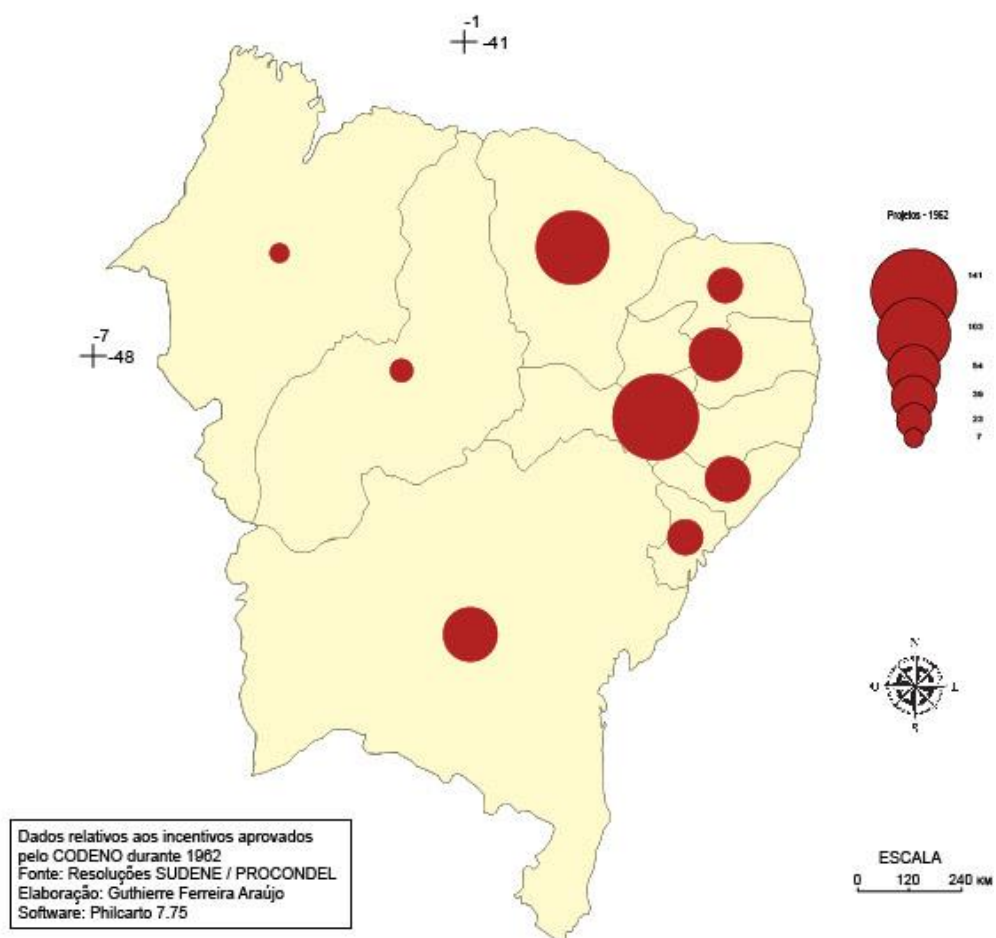 -1
-41
-7
-48
Projetos - 1962
141
103
54
39
23
7
N
O
L
S
ESCALA
0 120 240 KM
Dados relativos aos incentivos aprovados
pelo CODENO durante 1962
Fonte: Resoluções SUDENE / PROCONDEL
Elaboração: Guthierre Ferreira Araújo
Software: Philcarto 7.75